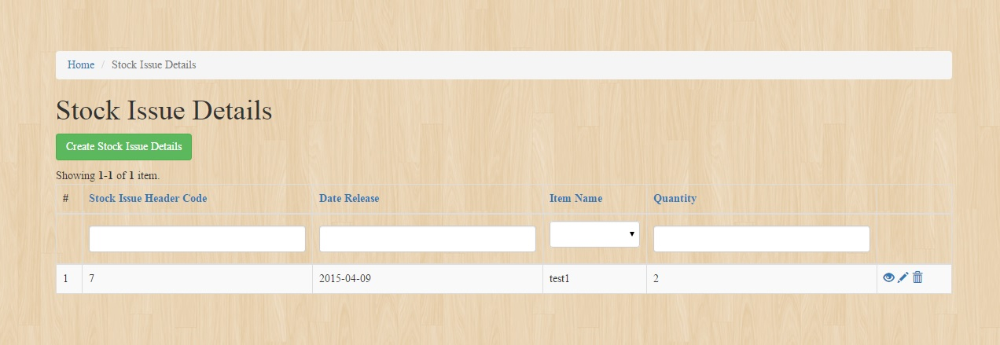 Home / Stock Issue Details
Stock Issue Details
Create Stock Issue Details
Showing 1-1 of 1 item.
# Stock Issue Header Code Date Release Item Name Quantity
1 7 2015-04-09 test1 2